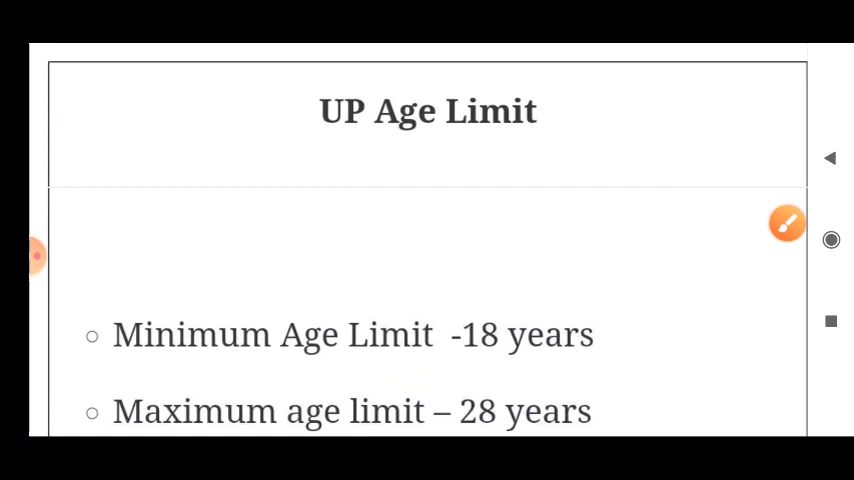 UP Age Limit
Minimum Age Limit -18 years
Maximum age limit – 28 years